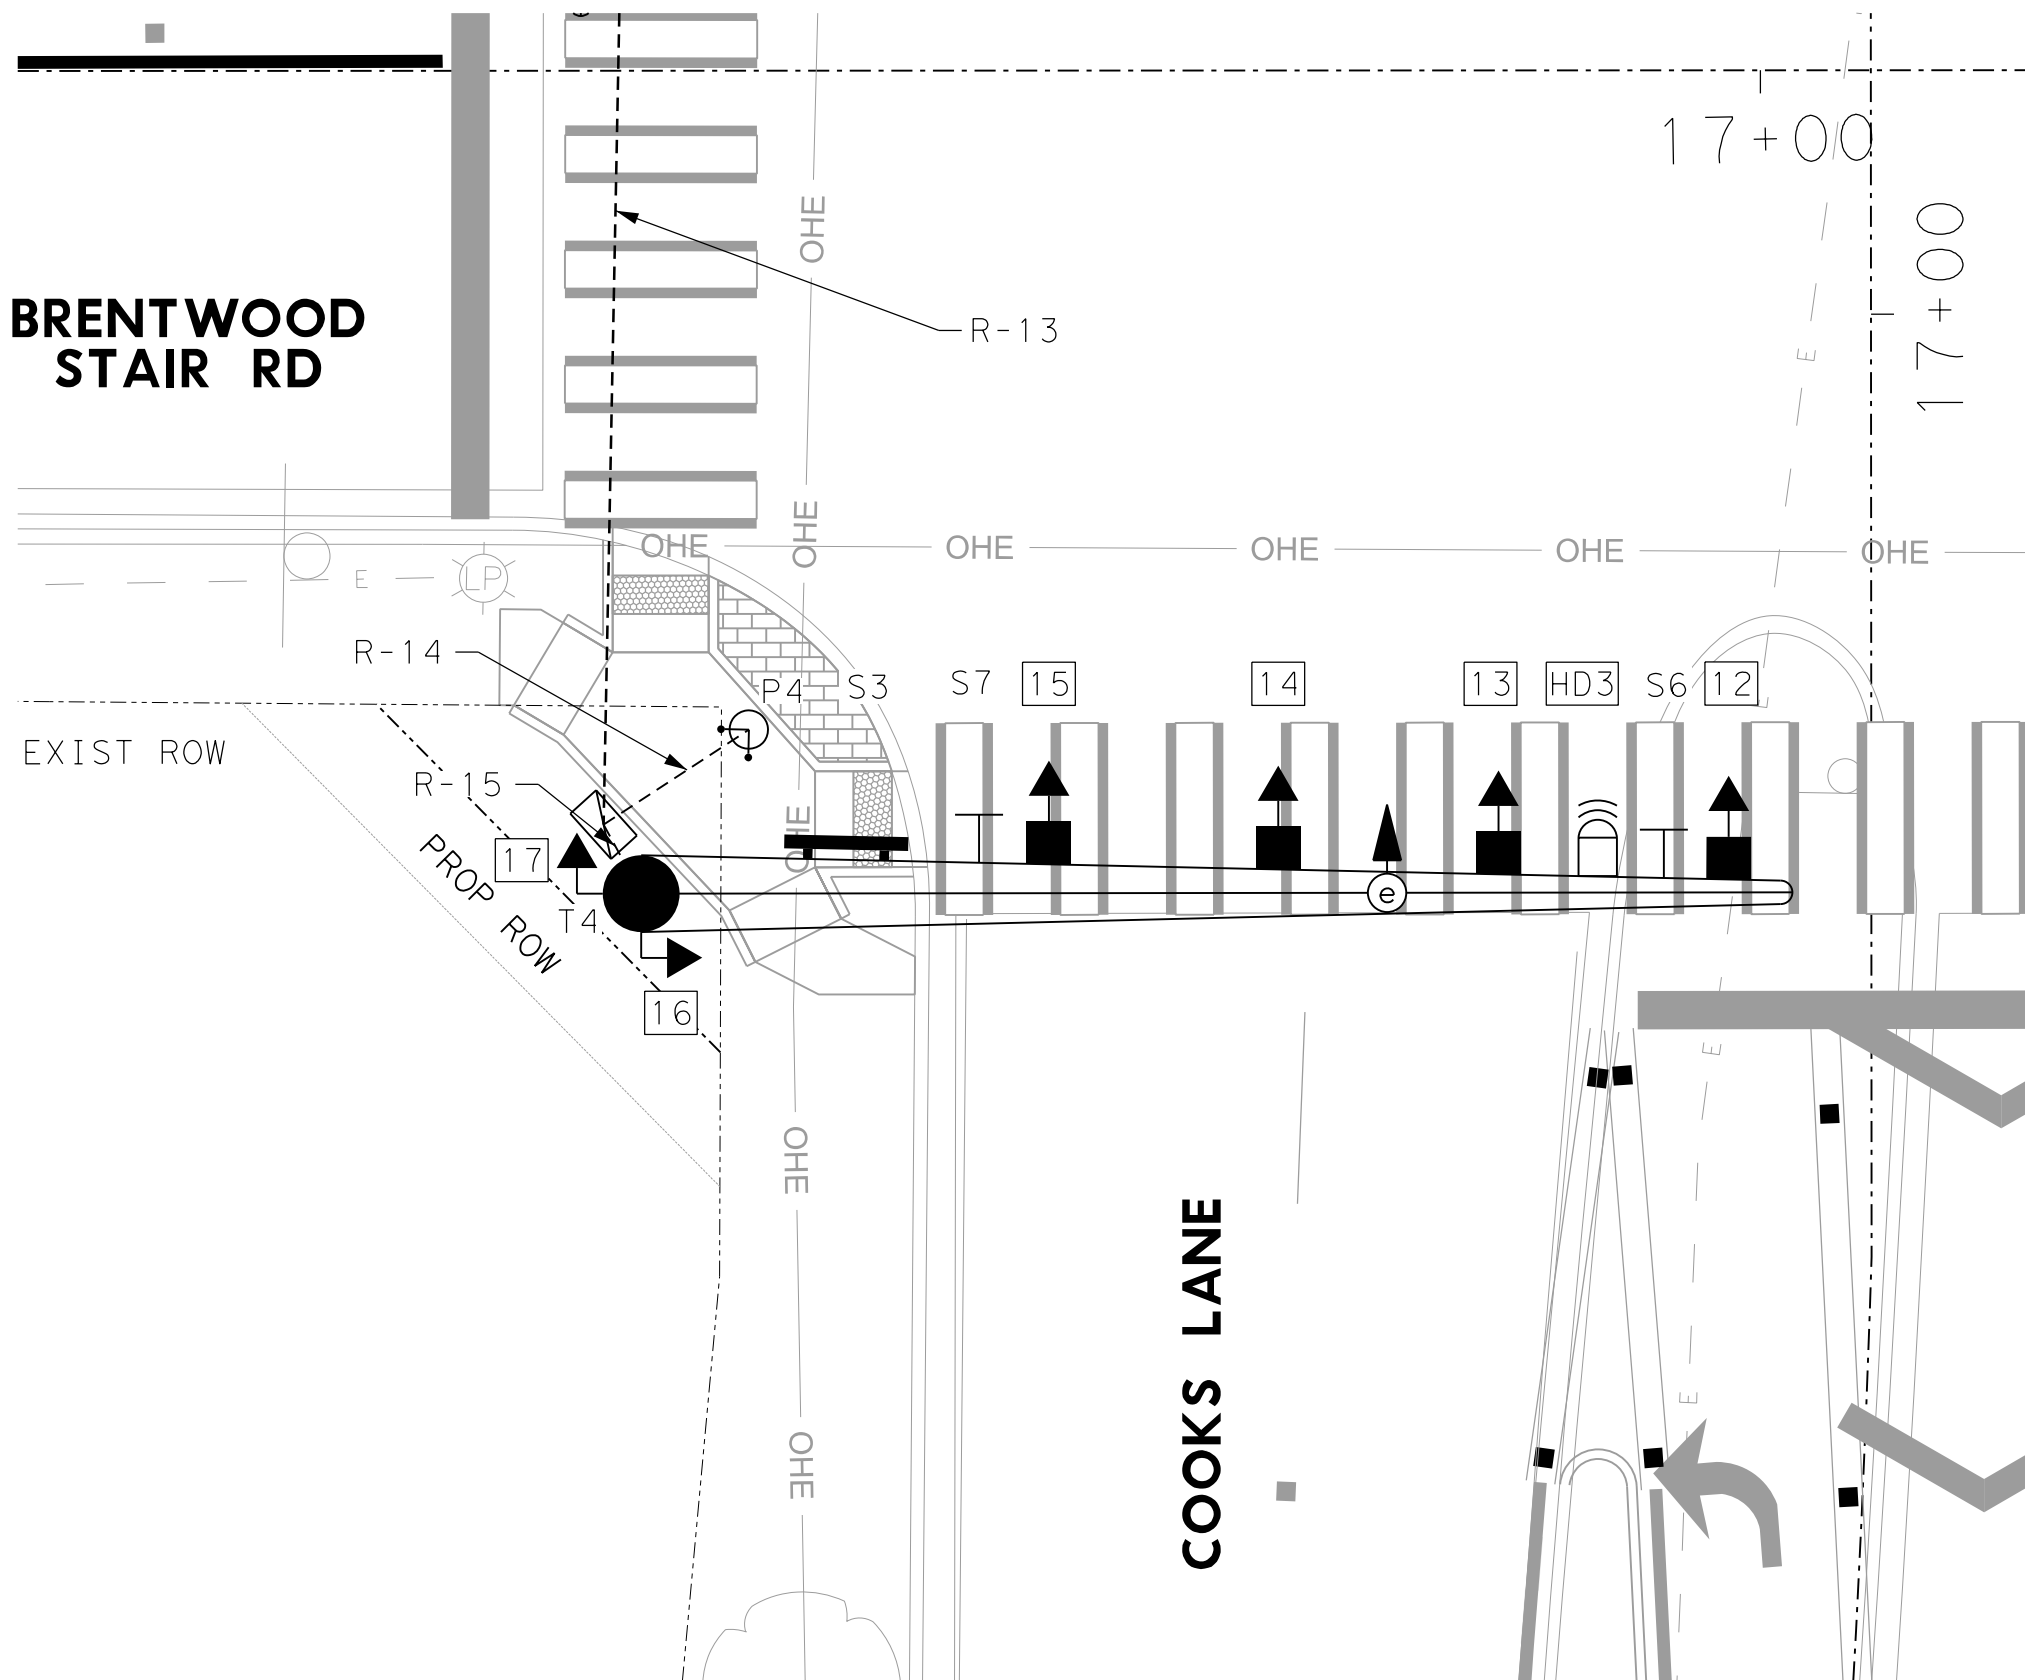 17+00
17+00
OHE
BRENTWOOD
STAIR RD
R-13
OHE
OHE
OHE
OHE
OHE
OHE
E
E
LP
R-14
P4
S3
S7
15
14
13
HD3
S6
12
E
EXIST ROW
R-15
OHE
17
PROP ROW
T4
e
16
E
OHE
COOKS LANE
E
OHE